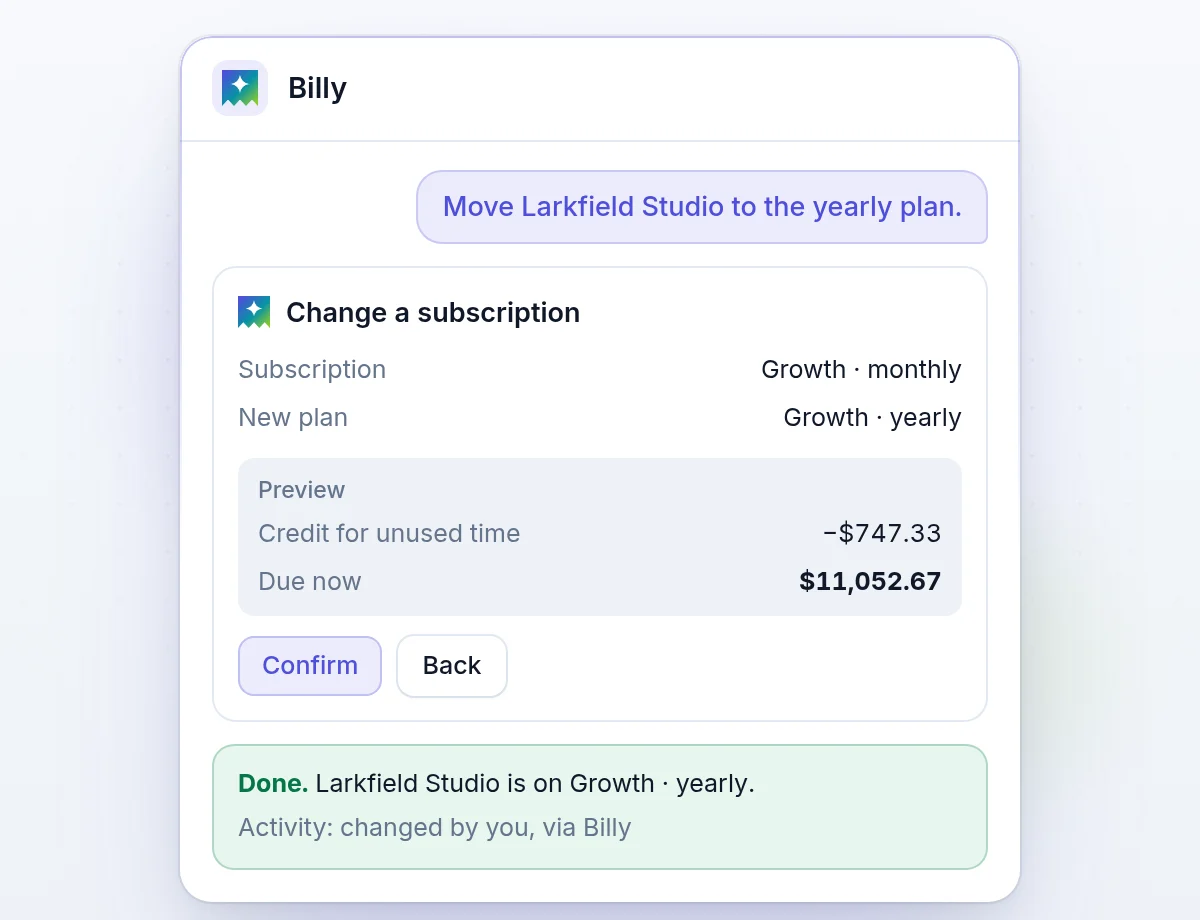 Billy
Move Larkfield Studio to the yearly plan.
Change a subscription
Subscription Growth · monthly
New plan Growth · yearly
Preview
Credit for unused time −$747.33
Due now $11,052.67
Confirm Back
Done. Larkfield Studio is on Growth · yearly.
Activity: changed by you, via Billy